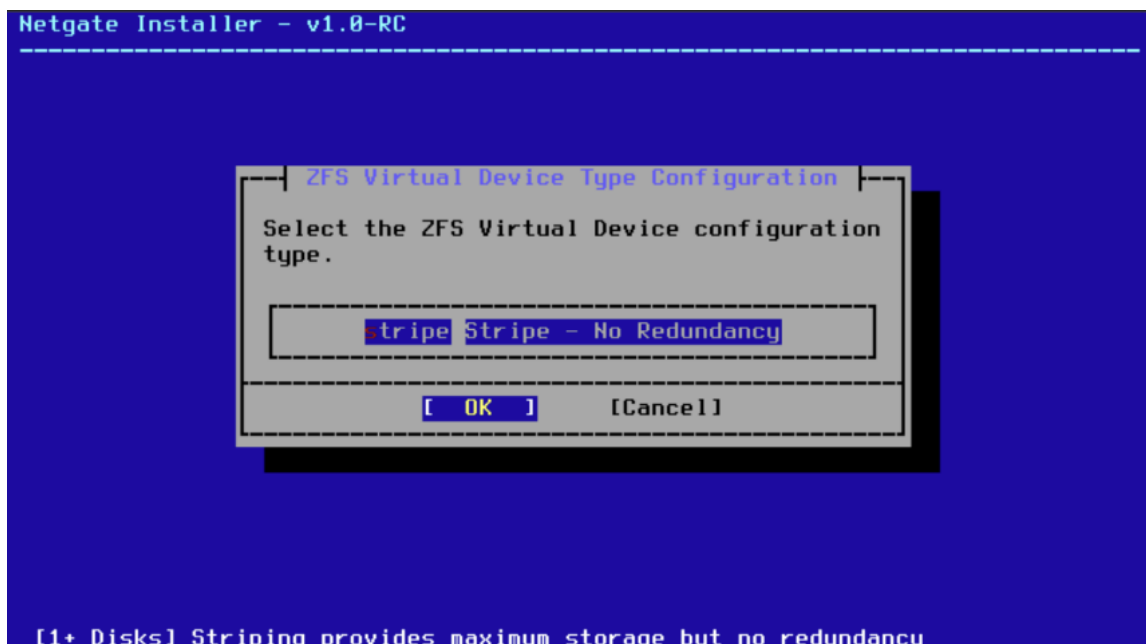 Netgate Installer - v1.0-RC
ZFS Virtual Device Type Configuration
Select the ZFS Virtual Device configuration
type.
stripe Stripe - No Redundancy
[ OK ] [Cancel]
[1+ Disks] Striping provides maximum storage but no redundancy